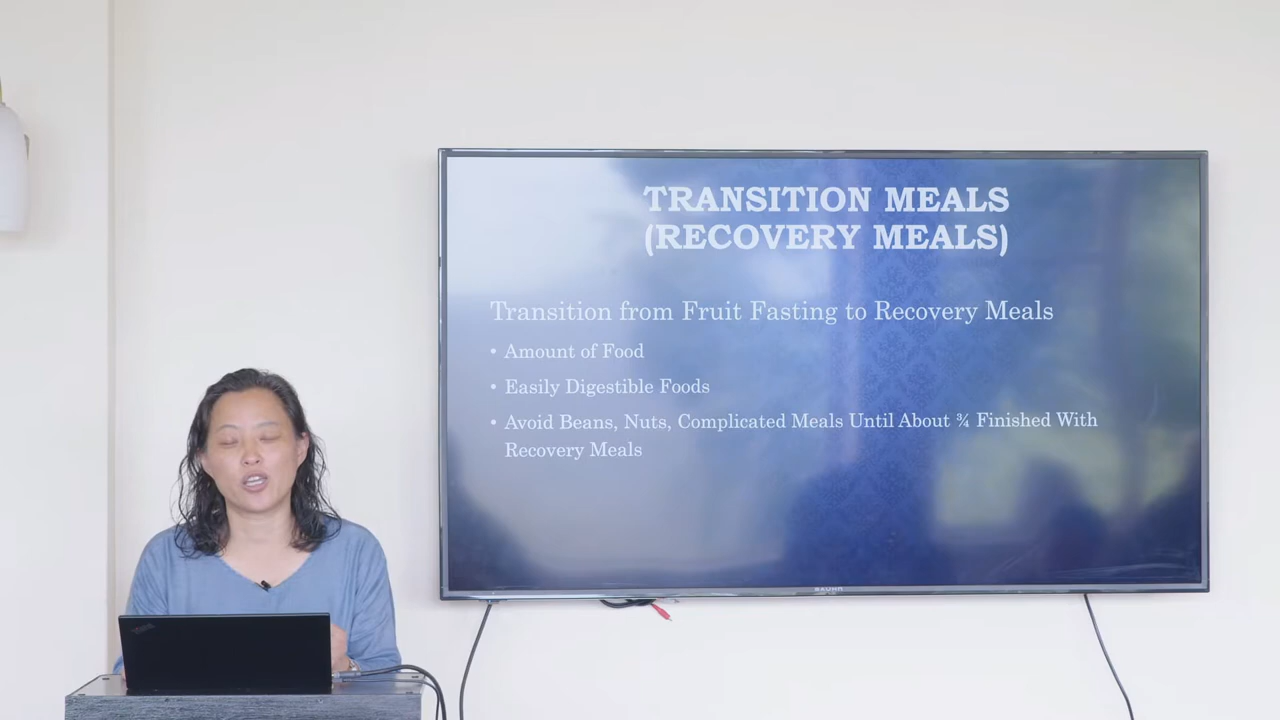 TRANSITION MEALS
(RECOVERY MEALS)
Transition from Fruit Fasting to Recovery Meals
• Amount of Food
• Easily Digestible Foods
• Avoid Beans, Nuts, Complicated Meals Until About ¾ Finished With
Recovery Meals